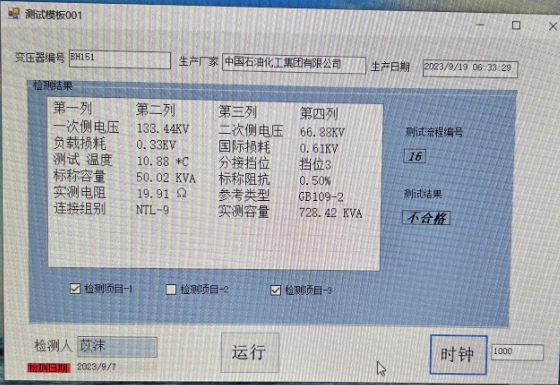 测试模板001
变压器编号 BH151 生产厂家 中国石油化工集团有限公司 生产日期 2023/9/19 06:33:29
检测结果
第一列 第二列 第三列 第四列
一次侧电压 133.44KV 二次侧电压 66.88KV
负载损耗 0.33KV 国际损耗 0.61KV
测试 温度 10.88 *C 分接挡位 挡位3
标称容量 50.02 KVA 标称阻抗 0.50%
实测电阻 19.91 Ω 参考类型 GB109-2
连接组别 NTL-9 实测容量 728.42 KVA
测试流程编号
16
测试结果
不合格
检测项目-1 检测项目-2 检测项目-3
检测人 苡沫 运行 时钟 1000
检测日期 2023/9/7